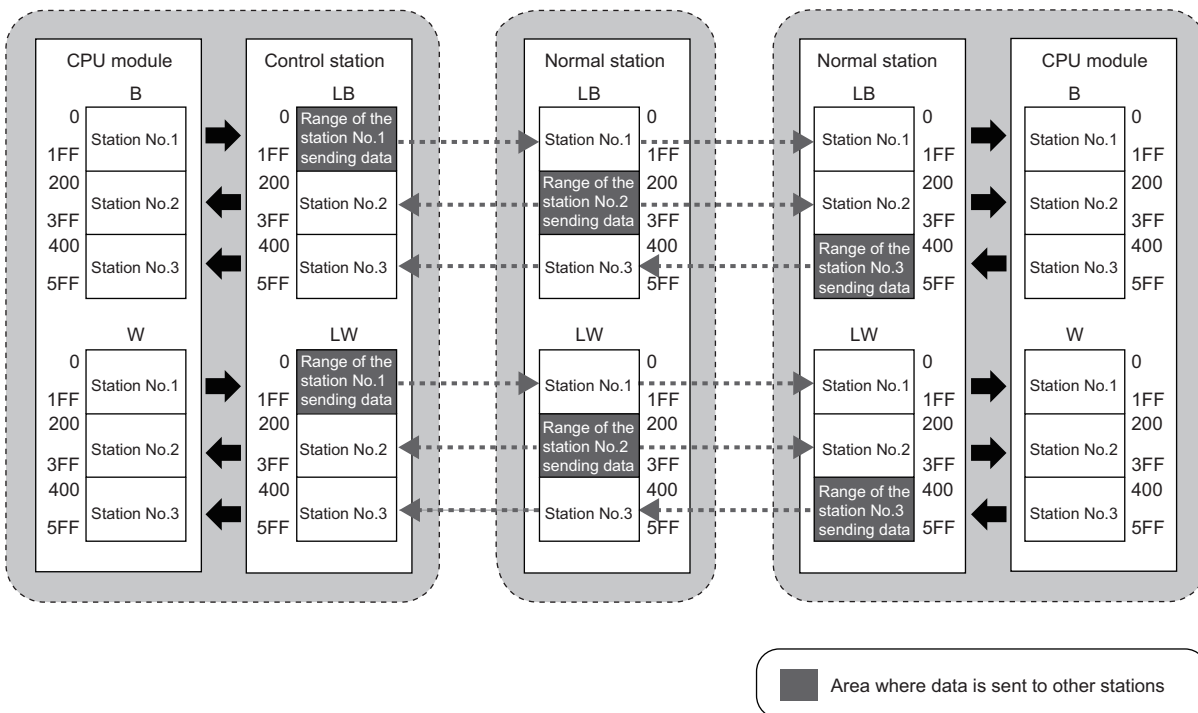 CPU module
Control station
Normal station
Normal station
CPU module
B
LB
LB
LB
B
0
1FF
200
3FF
400
5FF
Station No.1
Station No.2
Station No.3
0
1FF
200
3FF
400
5FF
Range of the
station No.1
sending data
Station No.2
Station No.3
Station No.1
Range of the
station No.2
sending data
Station No.3
0
1FF
200
3FF
400
5FF
Station No.1
Station No.2
Range of the
station No.3
sending data
0
1FF
200
3FF
400
5FF
Station No.1
Station No.2
Station No.3
0
1FF
200
3FF
400
5FF
W
LW
LW
LW
W
0
1FF
200
3FF
400
5FF
Station No.1
Station No.2
Station No.3
0
1FF
200
3FF
400
5FF
Range of the
station No.1
sending data
Station No.2
Station No.3
Station No.1
Range of the
station No.2
sending data
Station No.3
0
1FF
200
3FF
400
5FF
Station No.1
Station No.2
Range of the
station No.3
sending data
0
1FF
200
3FF
400
5FF
Station No.1
Station No.2
Station No.3
0
1FF
200
3FF
400
5FF
Area where data is sent to other stations